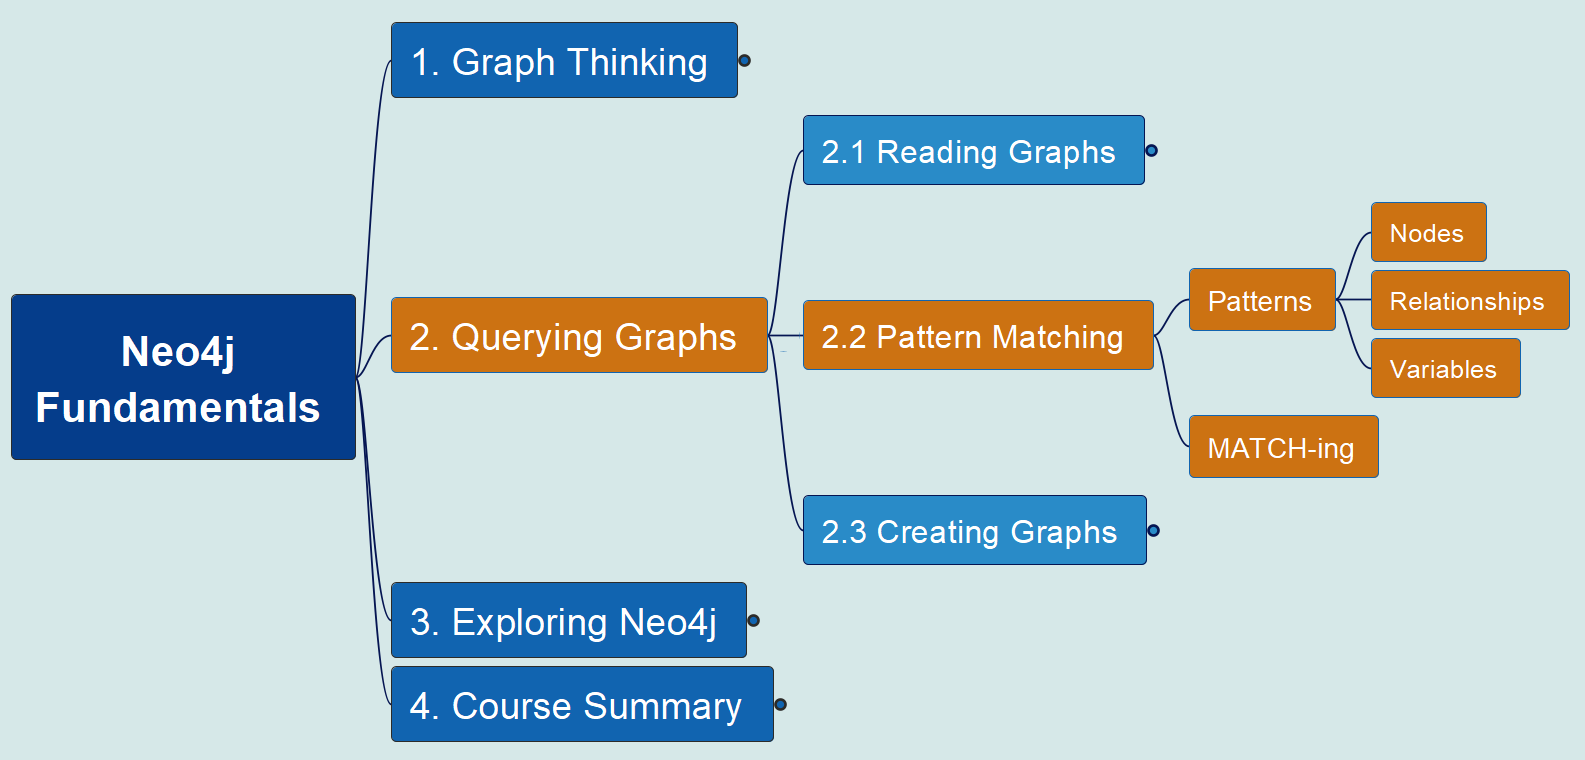 Neo4j
Fundamentals
1. Graph Thinking
2. Querying Graphs
2.1 Reading Graphs
2.2 Pattern Matching
Patterns
Nodes
Relationships
Variables
MATCH-ing
2.3 Creating Graphs
3. Exploring Neo4j
4. Course Summary